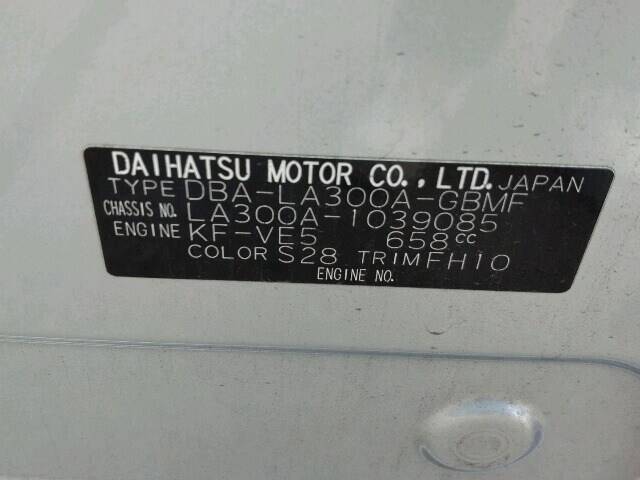 DAIHATSU MOTOR CO., LTD. JAPAN
TYPE DBA-LA300A-GBMF
CHASSIS NO. LA300A-1039085
ENGINE KF-VE5 658cc
COLOR S28 TRIM FH10
ENGINE NO.